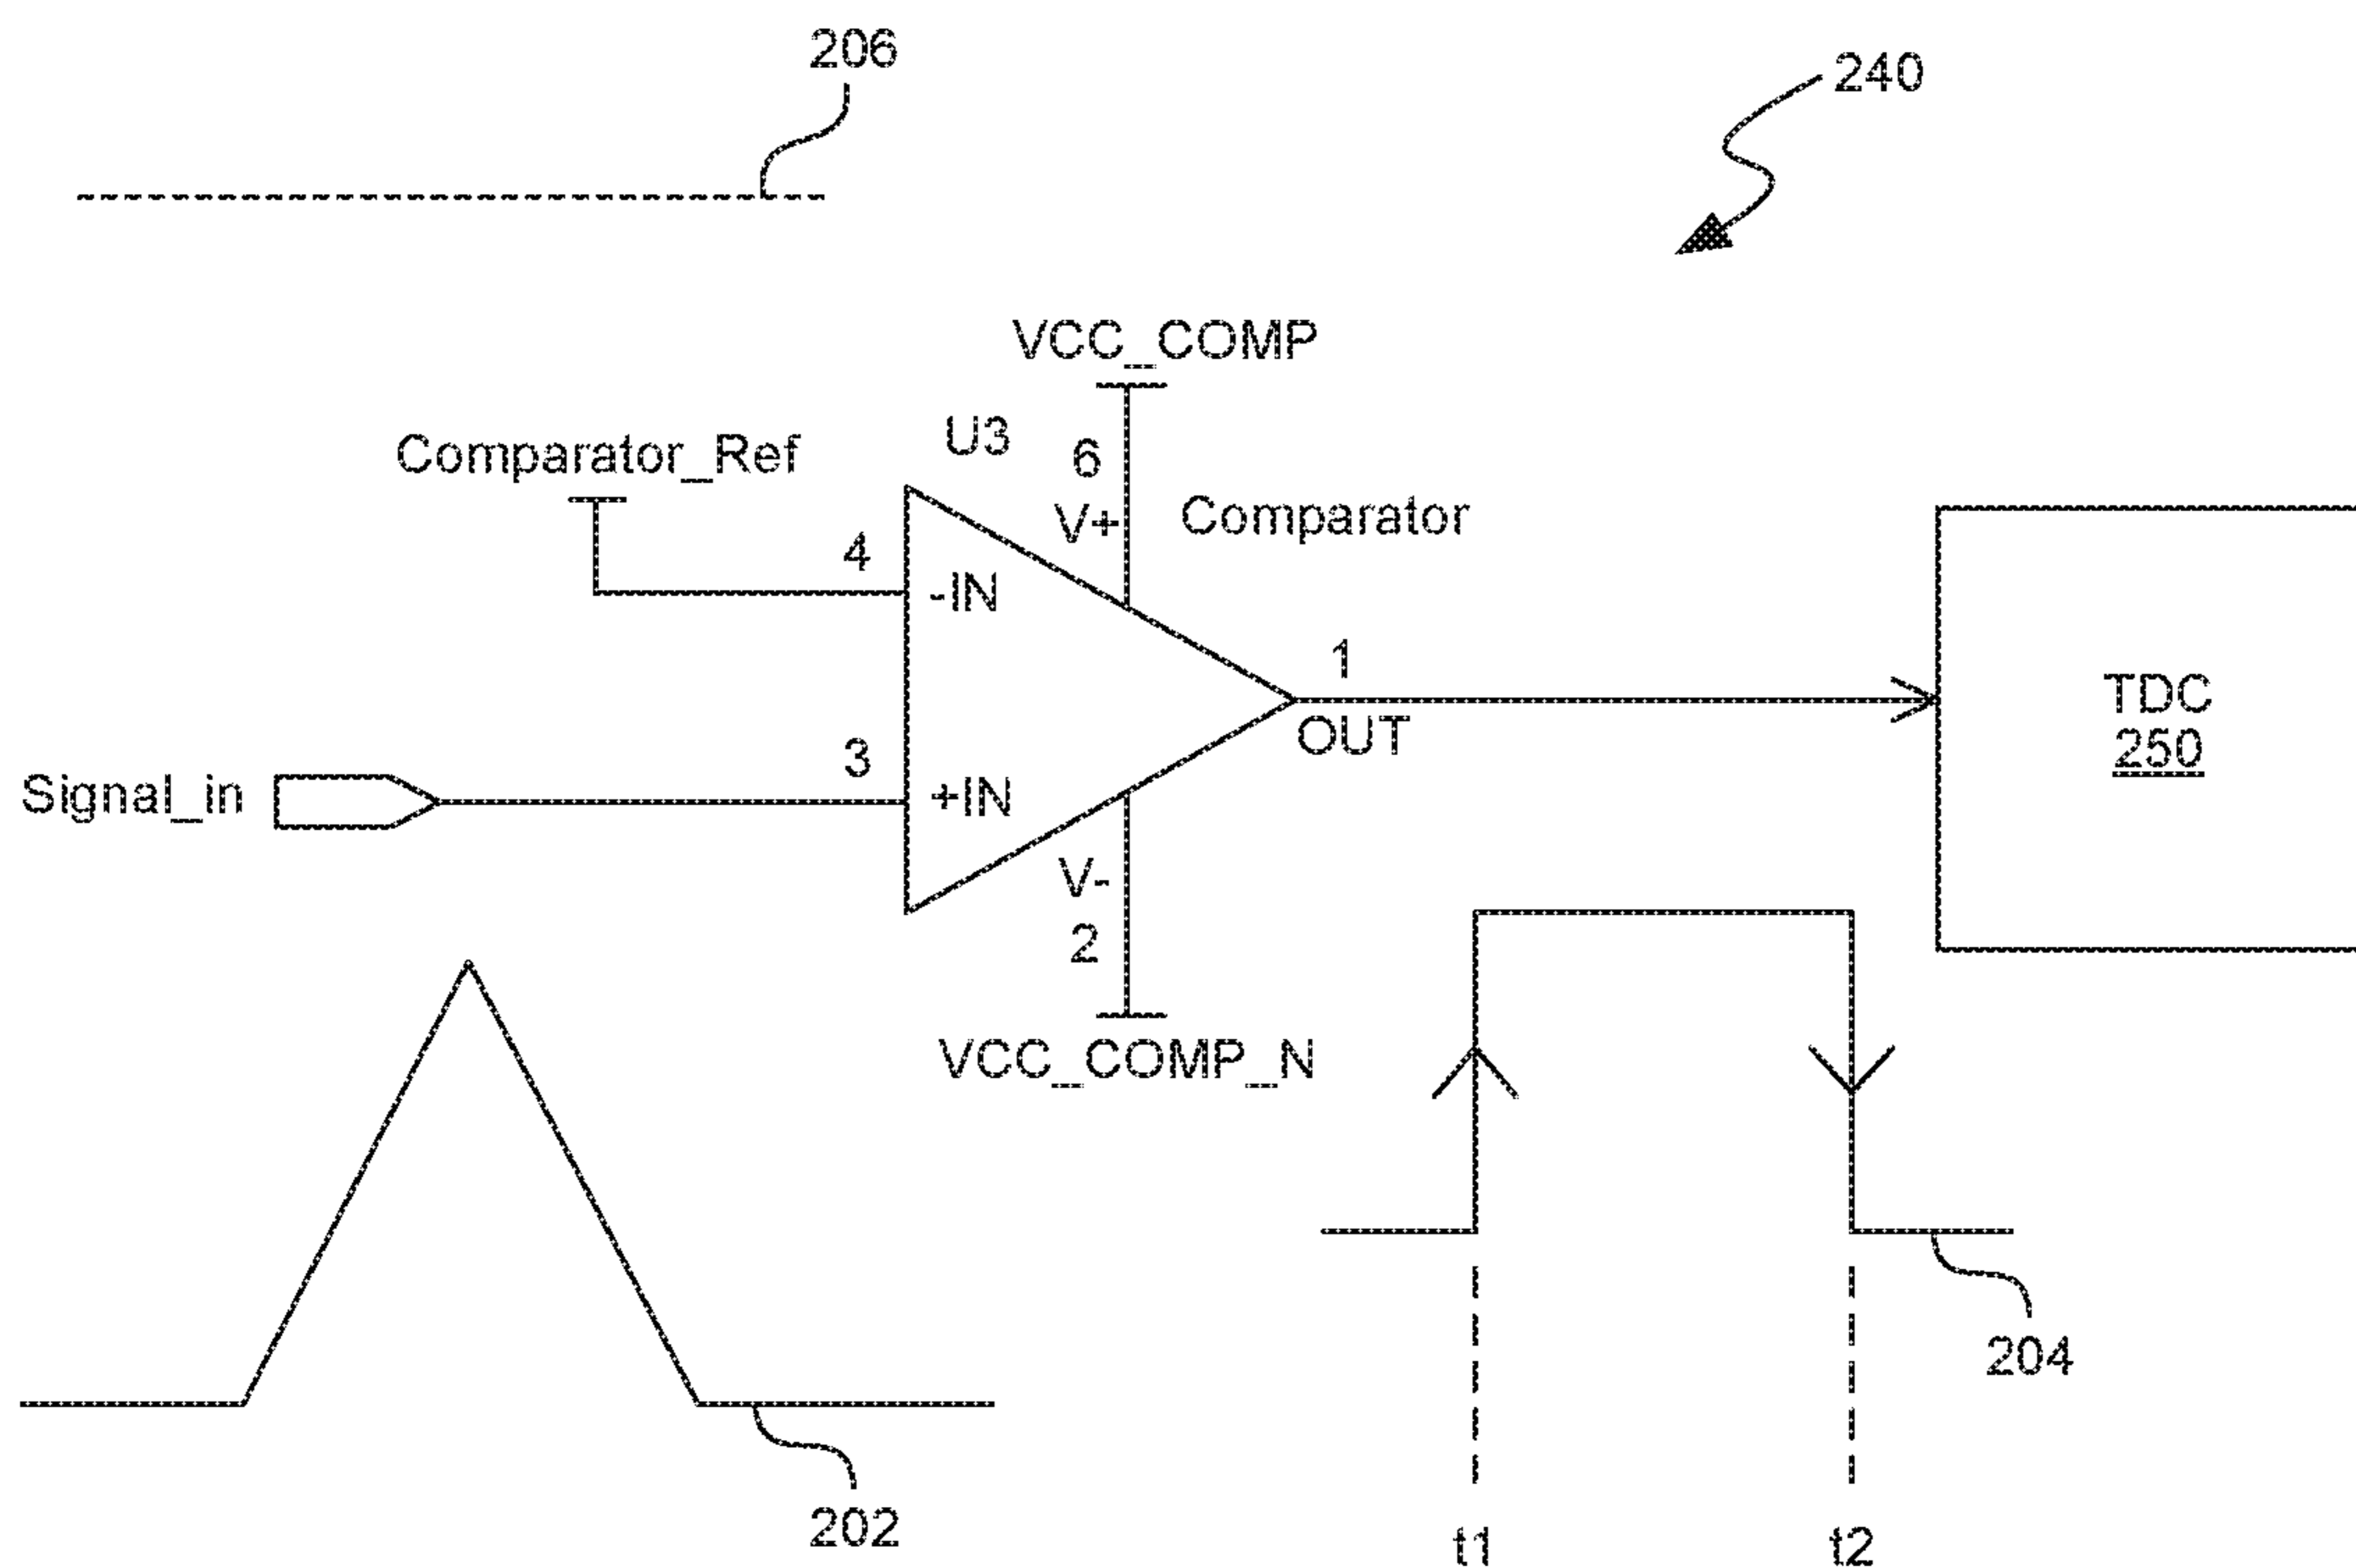 206
240
VCC_COMP
U3
6
Comparator_Ref
V+
Comparator
4
-IN
1
TDC
OUT
250
3
Signal_in
+IN
V-
2
VCC_COMP_N
204
202
t1
t2